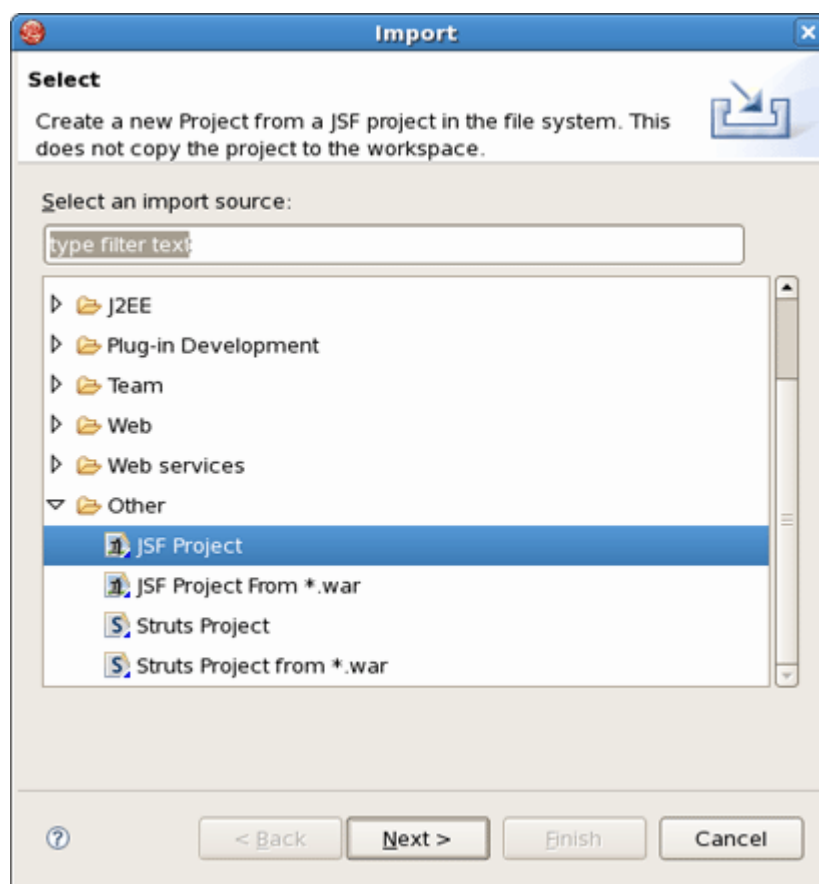 Import
Select
Create a new Project from a JSF project in the file system. This
does not copy the project to the workspace.
Select an import source:
type filter text
J2EE
Plug-in Development
Team
Web
Web services
Other
JSF Project
JSF Project From *.war
Struts Project
Struts Project from *.war
< Back Next > Finish Cancel